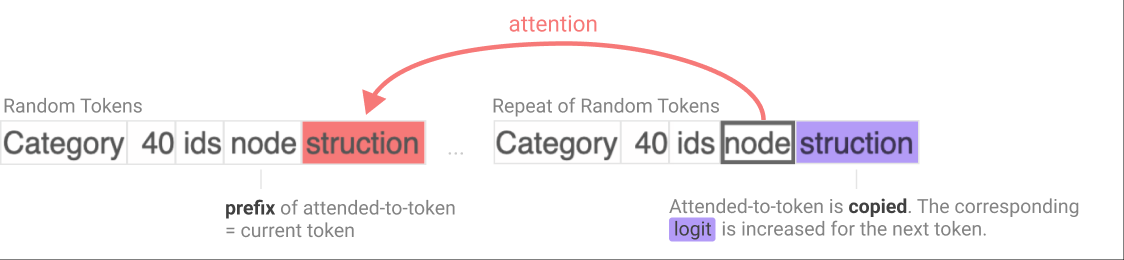 attention
Random Tokens
Repeat of Random Tokens
Category 40 ids node struction ... Category 40 ids node struction
prefix of attended-to-token
= current token
Attended-to-token is copied. The corresponding
logit is increased for the next token.